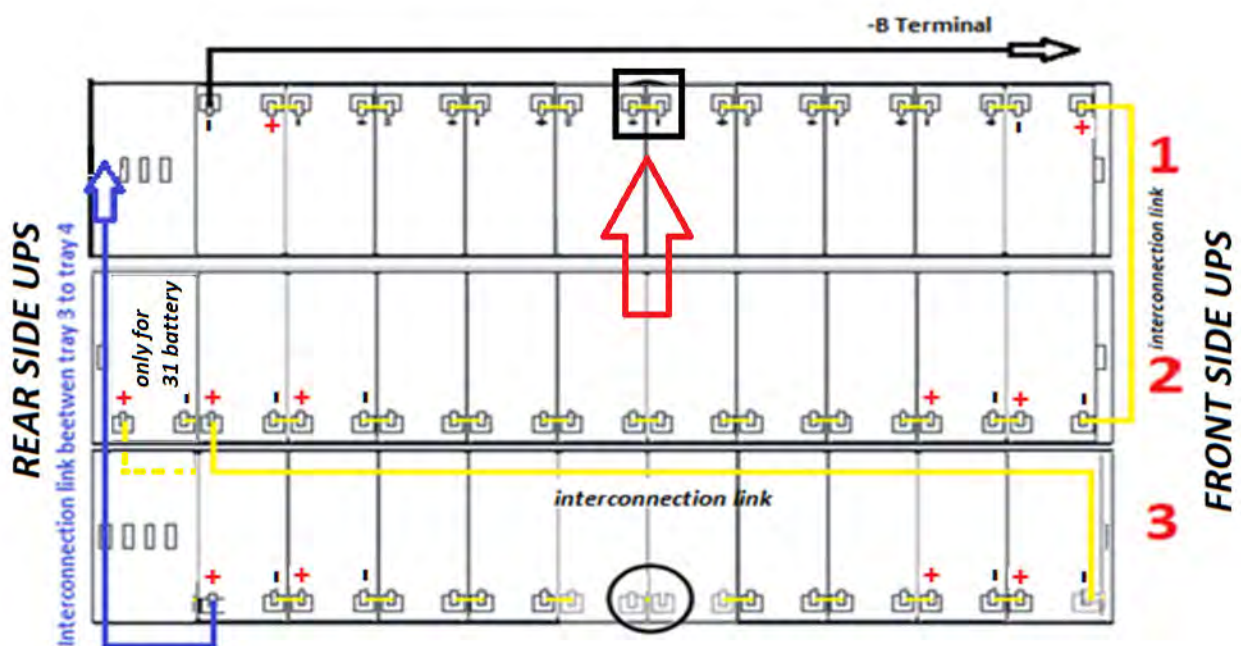 -B Terminal
- + - + - + - + - + - + - + - + - + - +
1
interconnection link
REAR SIDE UPS
Interconnection link beetwen tray 3 to tray 4
only for
31 battery
FRONT SIDE UPS
2
+ - + - + - + - + -
interconnection link
3
+ - + - + - + -